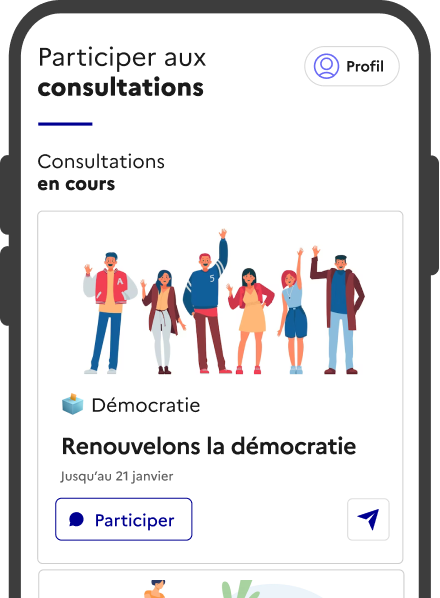 Participer aux
consultations
Profil
Consultations
en cours
A
5
Démocratie
Renouvelons la démocratie
Jusqu’au 21 janvier
Participer